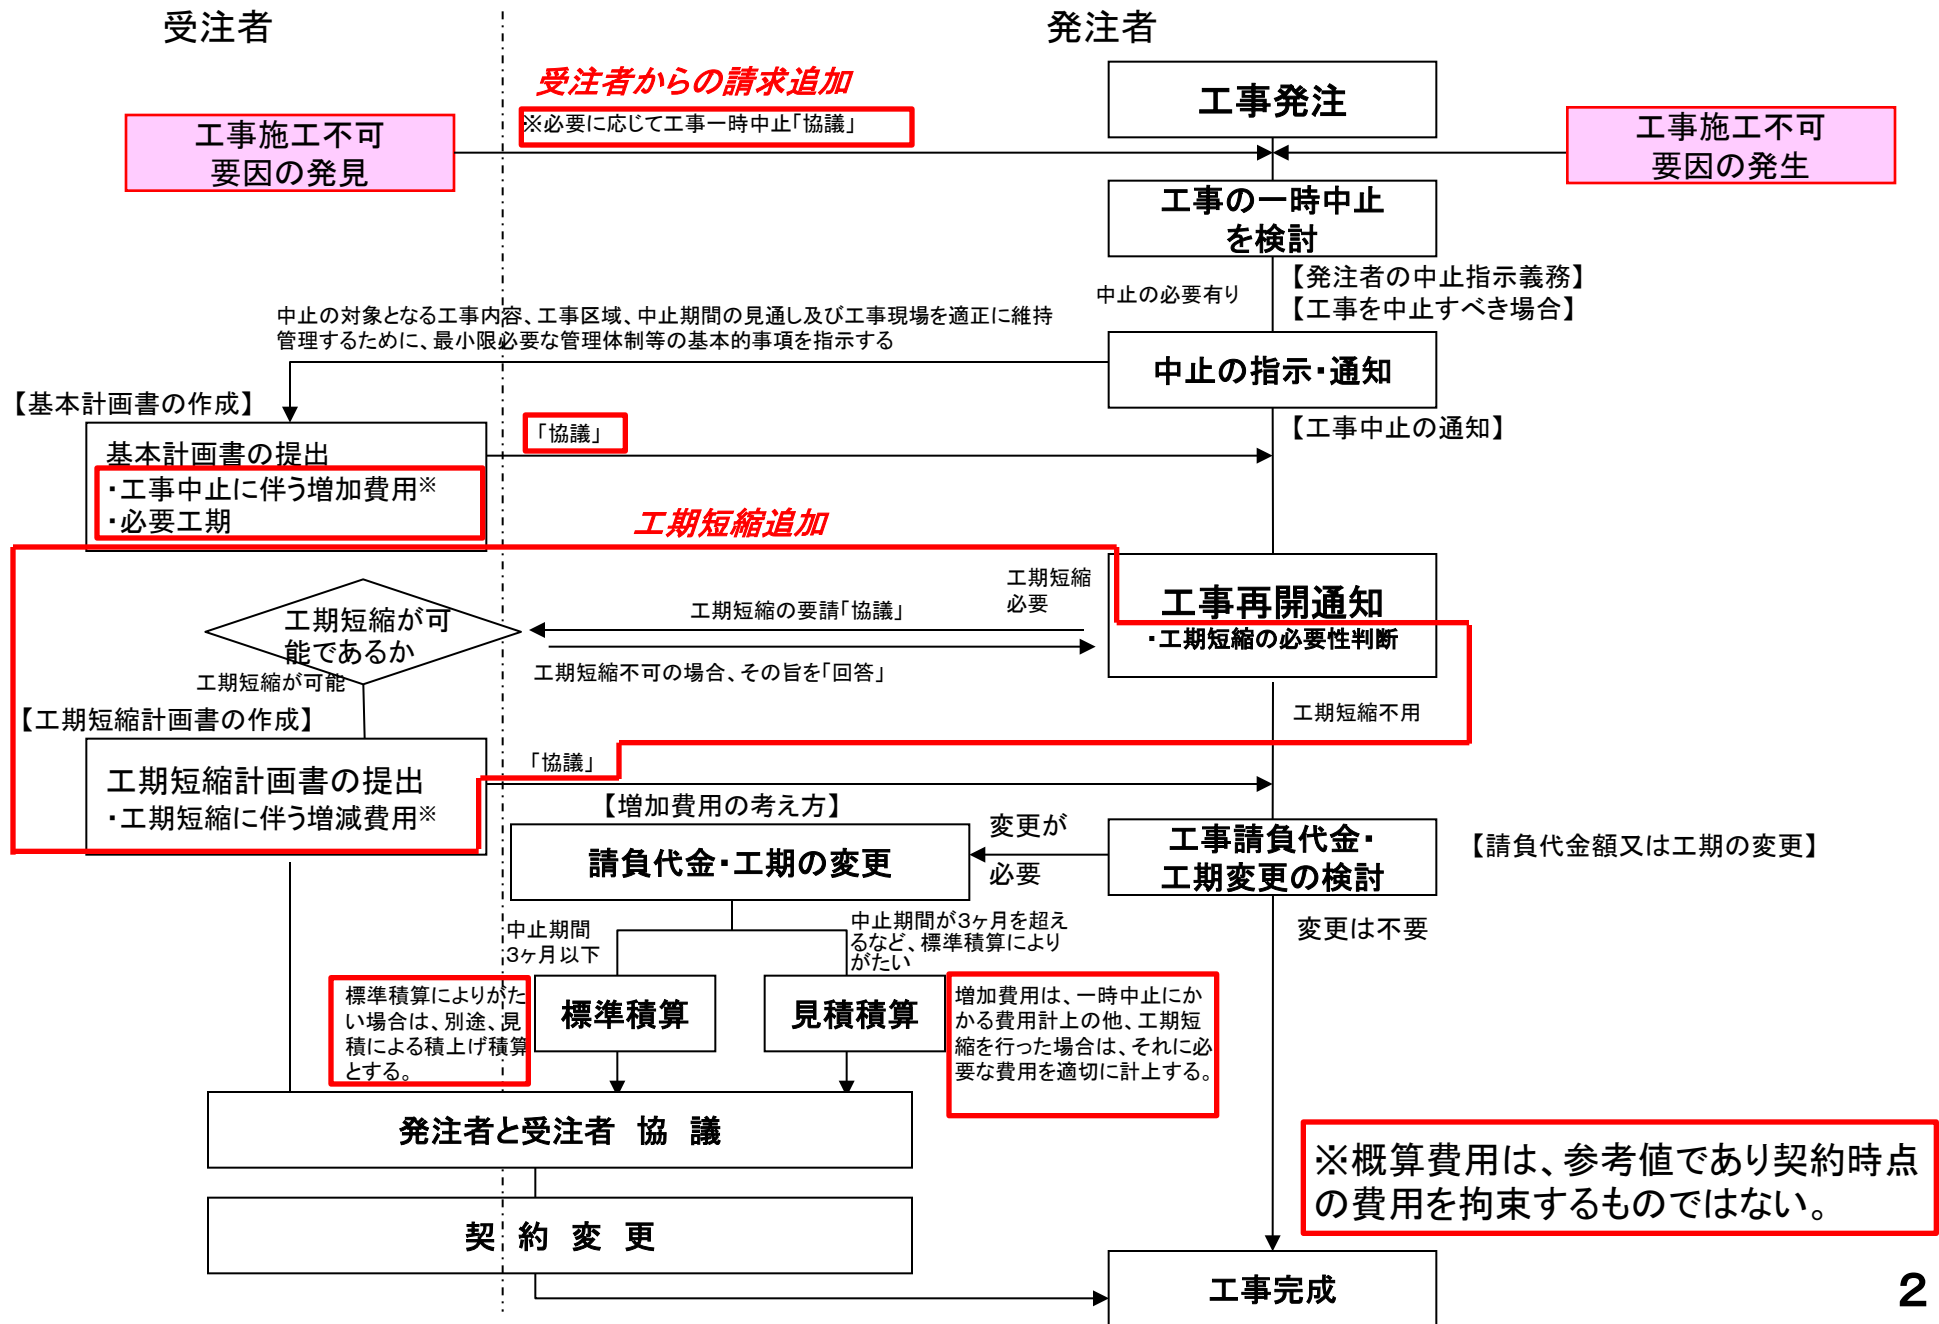 受注者
発注者
受注者からの請求追加
※必要に応じて工事一時中止「協議」
工事発注
工事施工不可
要因の発見
工事施工不可
要因の発生
工事の一時中止
を検討
【発注者の中止指示義務】
中止の必要有り
【工事を中止すべき場合】
中止の対象となる工事内容、工事区域、中止期間の見通し及び工事現場を適正に維持
管理するために、最小限必要な管理体制等の基本的事項を指示する
中止の指示・通知
【基本計画書の作成】
【工事中止の通知】
「協議」
基本計画書の提出
・工事中止に伴う増加費用※
・必要工期
工期短縮追加
工期短縮
必要
工事再開通知
・工期短縮の必要性判断
工期短縮の要請「協議」
工期短縮が可
能であるか
工期短縮不可の場合、その旨を「回答」
工期短縮が可能
【工期短縮計画書の作成】
工期短縮不用
「協議」
工期短縮計画書の提出
・工期短縮に伴う増減費用※
【増加費用の考え方】
変更が
必要
工事請負代金・
工期変更の検討
【請負代金額又は工期の変更】
請負代金・工期の変更
中止期間
3ヶ月以下
中止期間が3ヶ月を超え
るなど、標準積算により
がたい
変更は不要
標準積算によりがた
い場合は、別途、見
積による積上げ積算
とする。
標準積算
見積積算
増加費用は、一時中止にか
かる費用計上の他、工期短
縮を行った場合は、それに必
要な費用を適切に計上する。
発注者と受注者 協 議
※概算費用は、参考値であり契約時点
の費用を拘束するものではない。
契 約 変 更
工事完成
2